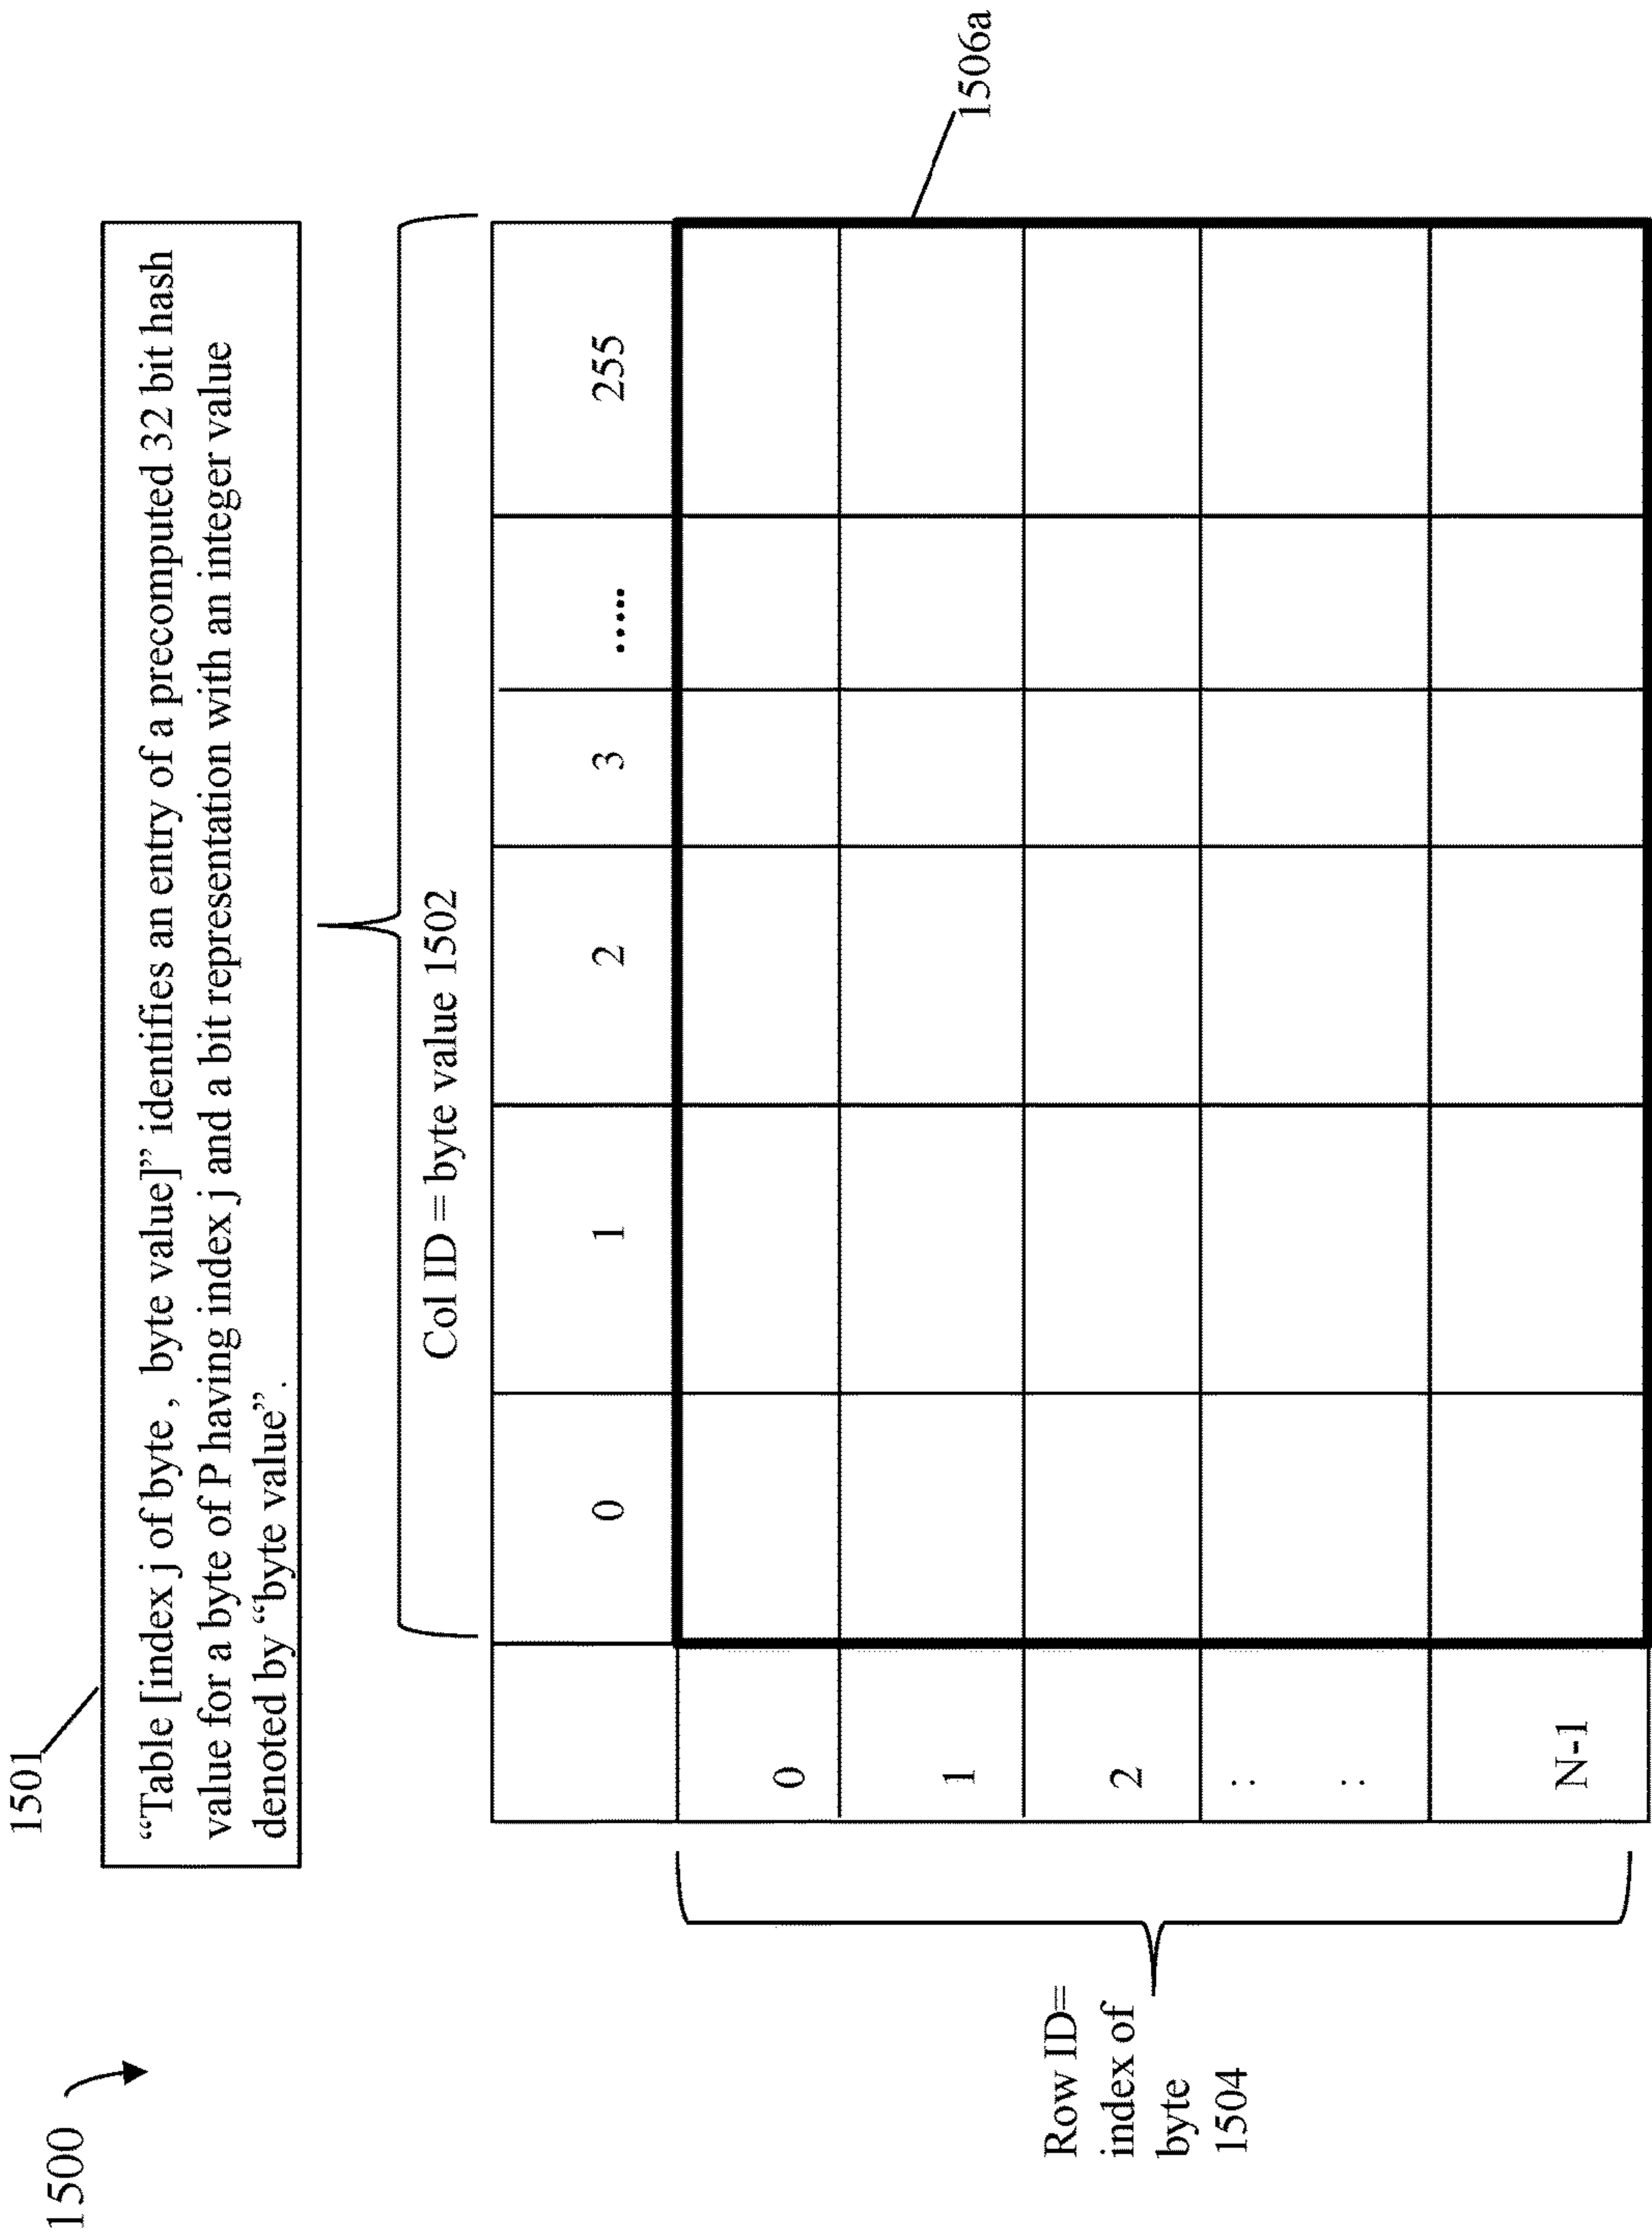 1500
1501
“Table [index j of byte , byte value]” identifies an entry of a precomputed 32 bit hash
value for a byte of P having index j and a bit representation with an integer value
denoted by “byte value”.
Col ID = byte value 1502
0 1 2 3 ..... 255
Row ID=
index of
byte
1504
0
1
2
: :
N-1
1506a